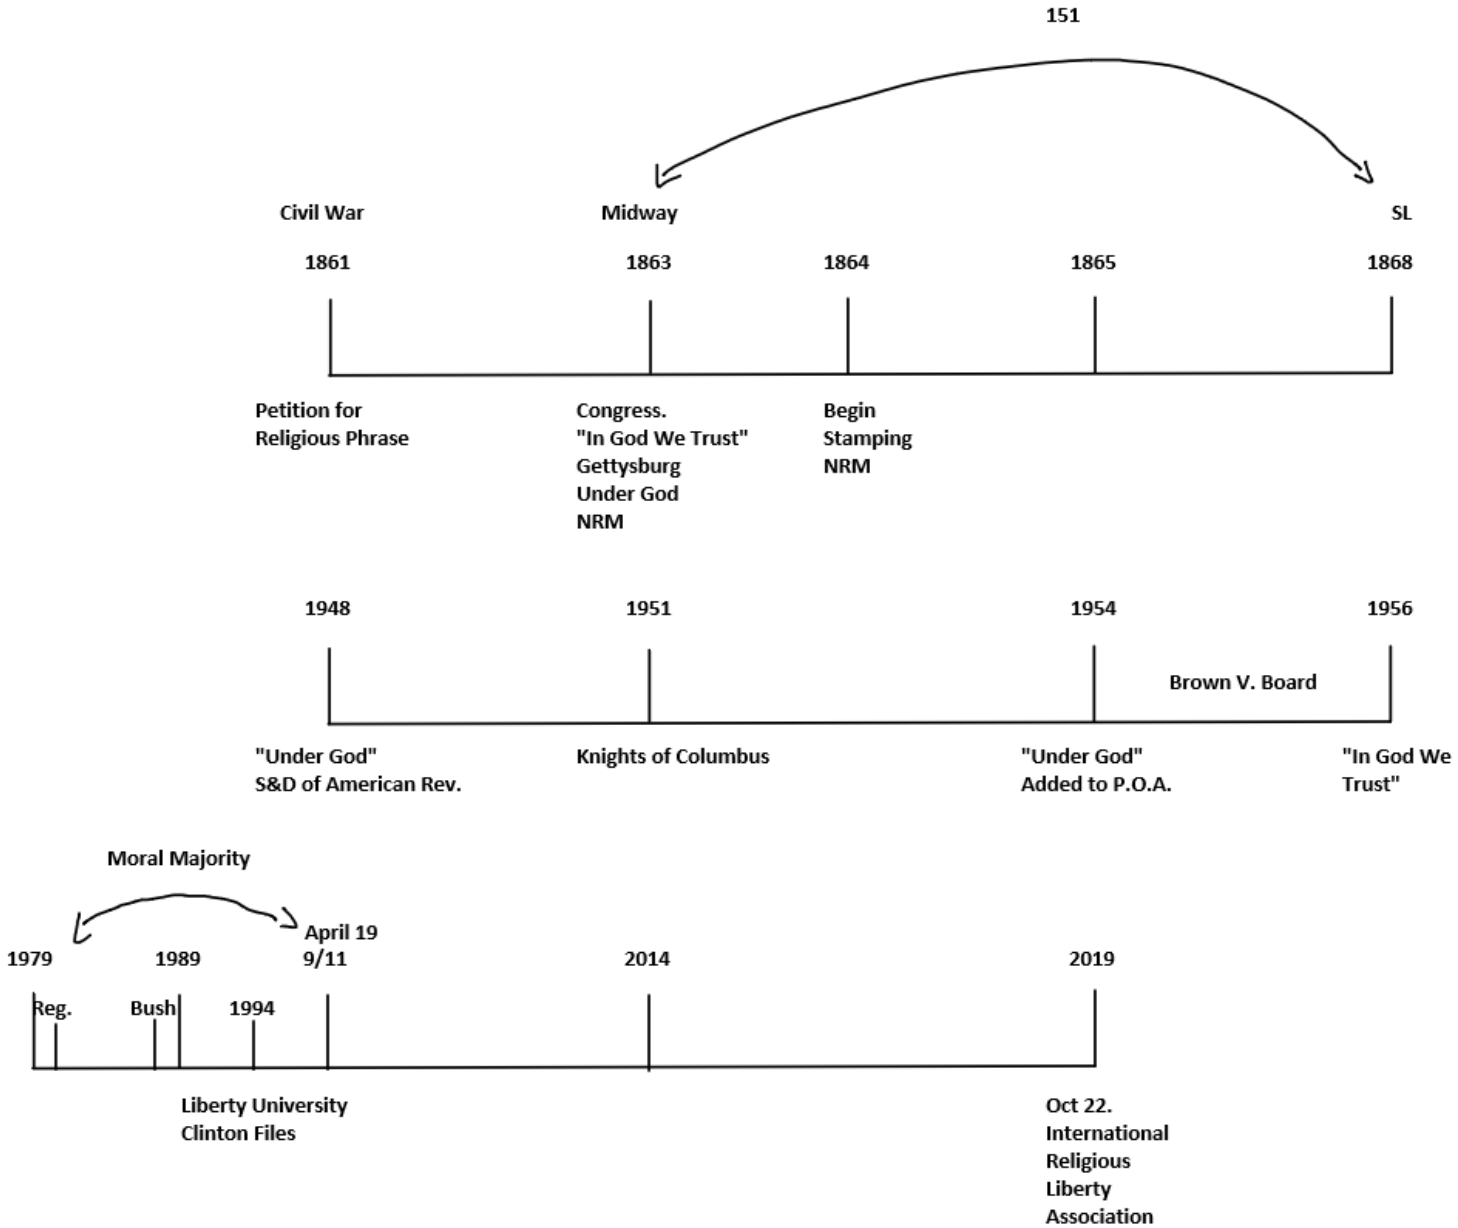 151
Civil War
Midway
SL
1861
1863
1864
1865
1868
Petition for
Religious Phrase
Congress.
"In God We Trust"
Gettysburg
Under God
NRM
Begin
Stamping
NRM
1948
1951
1954
1956
Brown V. Board
"Under God"
S&D of American Rev.
Knights of Columbus
"Under God"
Added to P.O.A.
"In God We
Trust"
Moral Majority
April 19
1979
1989
9/11
2014
2019
Reg.
Bush
1994
Liberty University
Clinton Files
Oct 22.
International
Religious
Liberty
Association